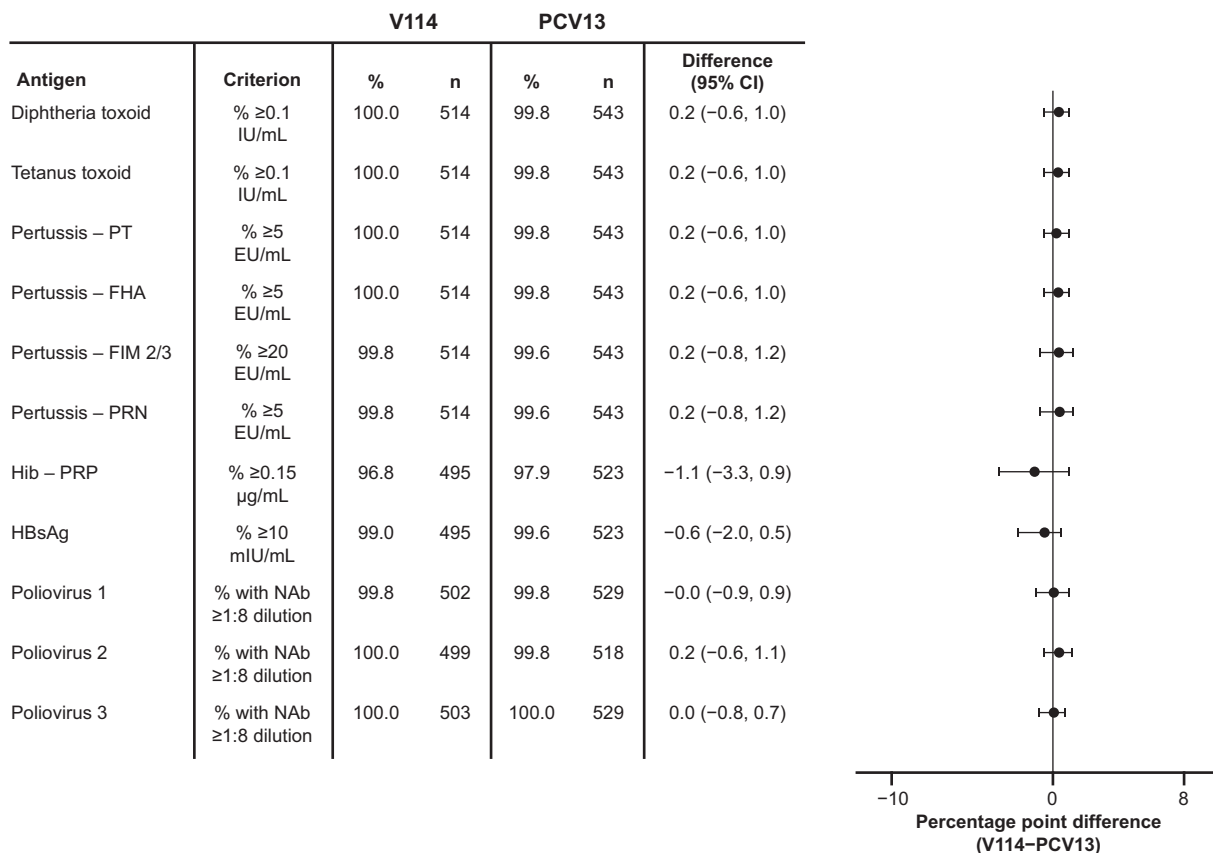 V114 PCV13
Antigen Criterion % n % n Difference
(95% CI)
Diphtheria toxoid % ≥0.1 100.0 514 99.8 543 0.2 (−0.6, 1.0)
IU/mL
Tetanus toxoid % ≥0.1 100.0 514 99.8 543 0.2 (−0.6, 1.0)
IU/mL
Pertussis – PT % ≥5 100.0 514 99.8 543 0.2 (−0.6, 1.0)
EU/mL
Pertussis – FHA % ≥5 100.0 514 99.8 543 0.2 (−0.6, 1.0)
EU/mL
Pertussis – FIM 2/3 % ≥20 99.8 514 99.6 543 0.2 (−0.8, 1.2)
EU/mL
Pertussis – PRN % ≥5 99.8 514 99.6 543 0.2 (−0.8, 1.2)
EU/mL
Hib – PRP % ≥0.15 96.8 495 97.9 523 −1.1 (−3.3, 0.9)
µg/mL
HBsAg % ≥10 99.0 495 99.6 523 −0.6 (−2.0, 0.5)
mIU/mL
Poliovirus 1 % with NAb 99.8 502 99.8 529 −0.0 (−0.9, 0.9)
≥1:8 dilution
Poliovirus 2 % with NAb 100.0 499 99.8 518 0.2 (−0.6, 1.1)
≥1:8 dilution
Poliovirus 3 % with NAb 100.0 503 100.0 529 0.0 (−0.8, 0.7)
≥1:8 dilution
−10 0 8
Percentage point difference
(V114−PCV13)